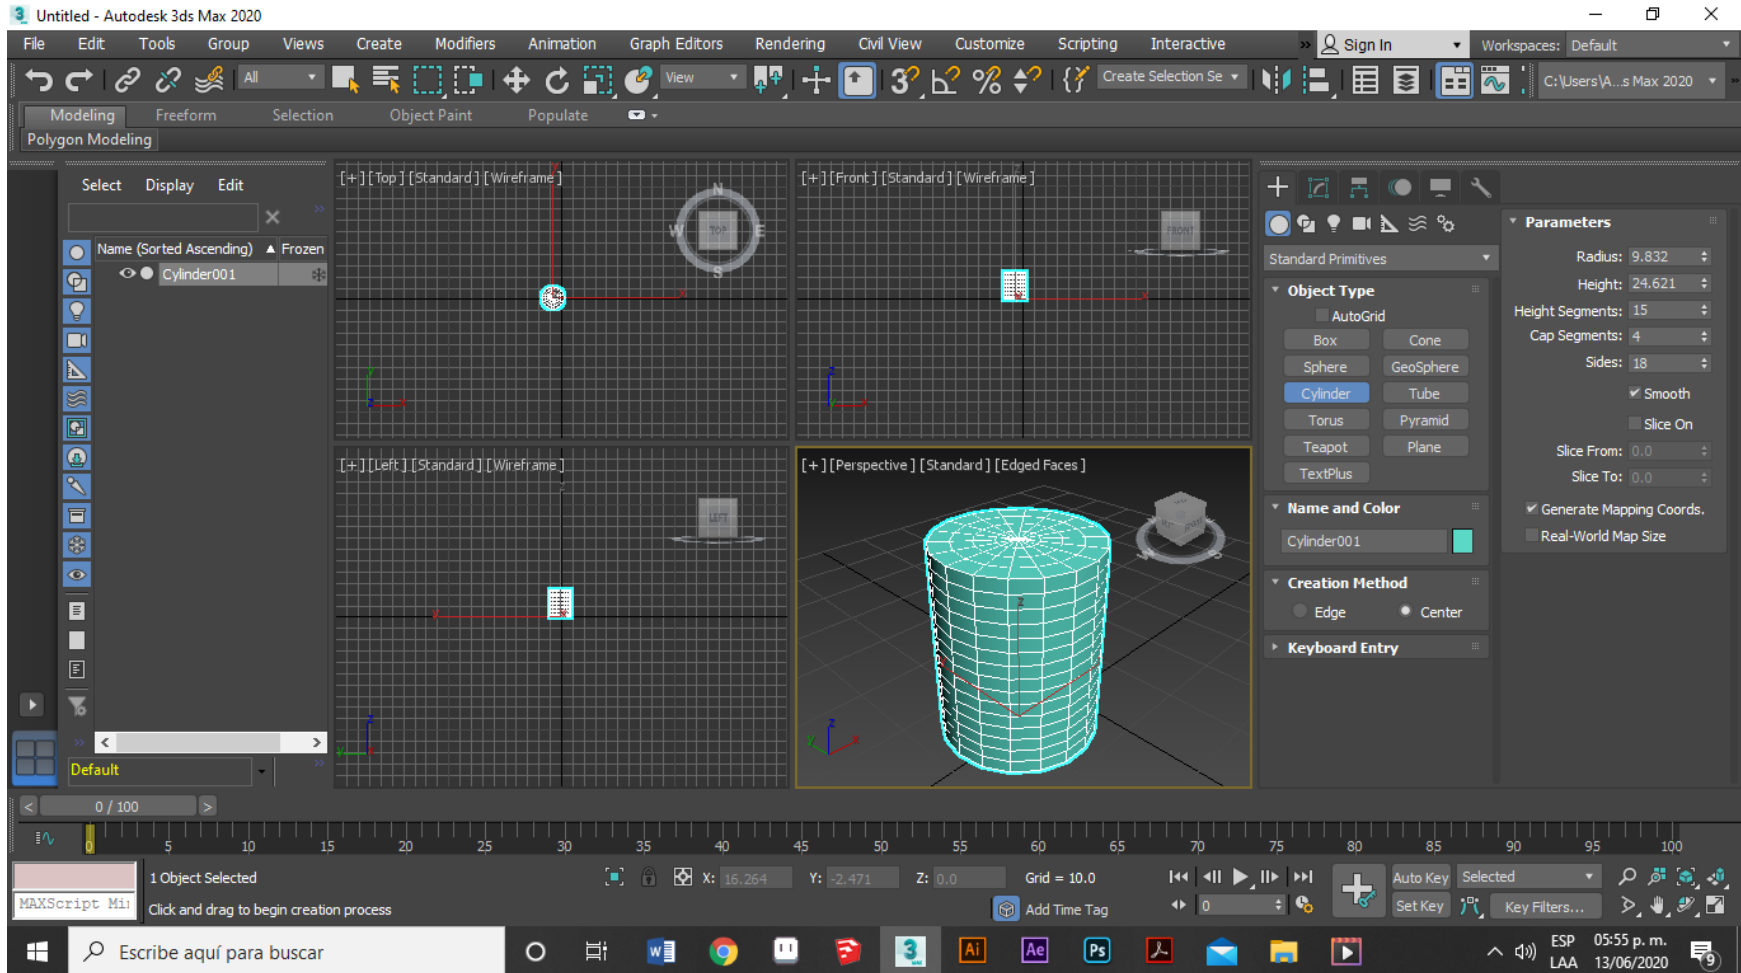 Untitled - Autodesk 3ds Max 2020
File Edit Tools Group Views Create Modifiers Animation Graph Editors Rendering Civil View Customize Scripting Interactive » Sign In Workspaces: Default
All View Create Selection Se C:\Users\A...s Max 2020
Modeling Freeform Selection Object Paint Populate
Polygon Modeling
Select Display Edit
Name (Sorted Ascending) ▲ Frozen
Cylinder001
Default
[+] [Top] [Standard] [Wireframe]
N
W TOP E
S
y
x
y
z x
[+] [Front] [Standard] [Wireframe]
FRONT
z
x
z
y x
[+] [Left] [Standard] [Wireframe]
LEFT
z
y
z
y x
[+] [Perspective] [Standard] [Edged Faces]
z
z
y x
Standard Primitives
Object Type
AutoGrid
Box Cone
Sphere GeoSphere
Cylinder Tube
Torus Pyramid
Teapot Plane
TextPlus
Name and Color
Cylinder001
Creation Method
Edge Center
Keyboard Entry
Parameters
Radius: 9.832
Height: 24.621
Height Segments: 15
Cap Segments: 4
Sides: 18
Smooth
Slice On
Slice From: 0.0
Slice To: 0.0
Generate Mapping Coords.
Real-World Map Size
< 0 / 100 >
0 5 10 15 20 25 30 35 40 45 50 55 60 65 70 75 80 85 90 95 100
1 Object Selected X: 16.264 Y: -2.471 Z: 0.0 Grid = 10.0 Auto Key Selected
MAXScript Mi Click and drag to begin creation process Add Time Tag 0 Set Key Key Filters...
Escribe aquí para buscar
W 3 MAX Ai Ae Ps
ESP 05:55 p. m.
LAA 13/06/2020 9